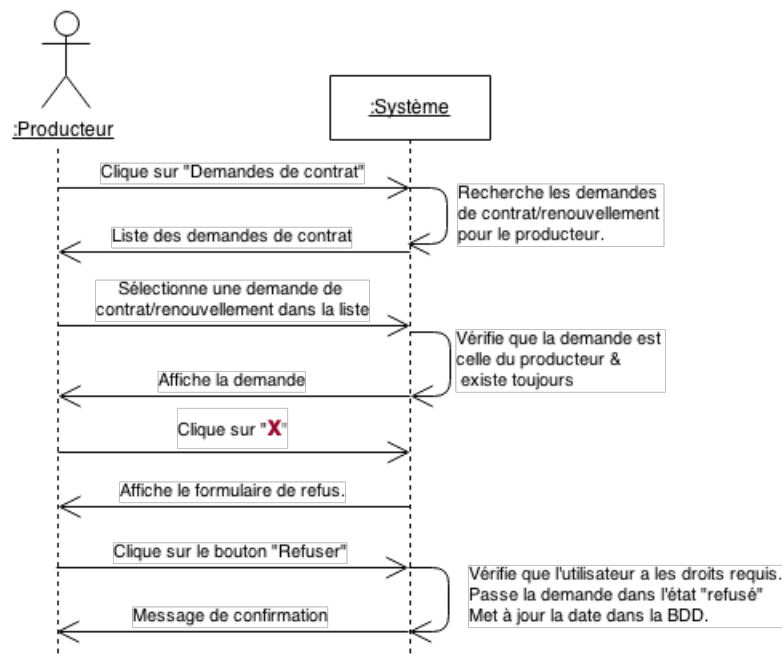 :Producteur
:Système
Clique sur "Demandes de contrat"
Recherche les demandes
de contrat/renouvellement
pour le producteur.
Liste des demandes de contrat
Sélectionne une demande de
contrat/renouvellement dans la liste
Vérifie que la demande est
celle du producteur &
existe toujours
Affiche la demande
Clique sur "X"
Affiche le formulaire de refus.
Clique sur le bouton "Refuser"
Vérifie que l'utilisateur a les droits requis.
Passe la demande dans l'état "refusé"
Met à jour la date dans la BDD.
Message de confirmation